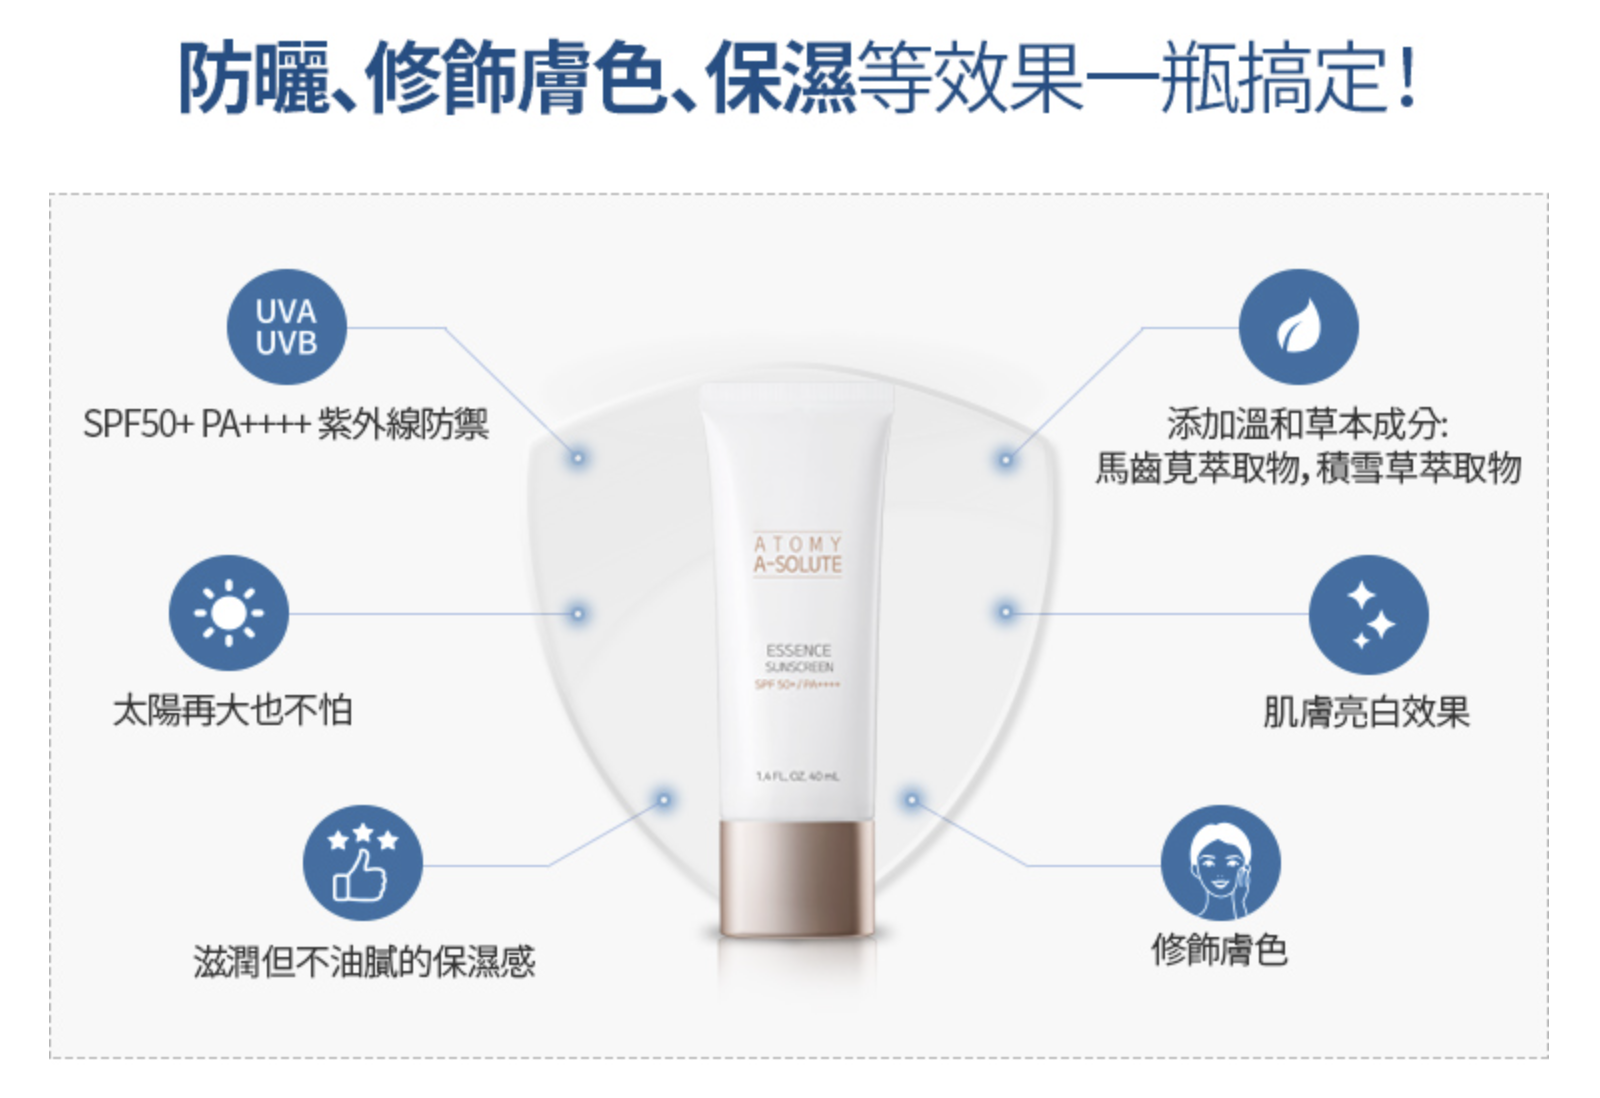 防曬、修飾膚色、保濕等效果一瓶搞定!
UVA
UVB
SPF50+ PA++++ 紫外線防禦
添加溫和草本成分:
馬齒莧萃取物, 積雪草萃取物
ATOMY
A-SOLUTE
ESSENCE
SUNSCREEN
SPF 50+ / PA++++
1.4 FL. OZ. 40 mL
太陽再大也不怕
肌膚亮白效果
滋潤但不油膩的保濕感
修飾膚色